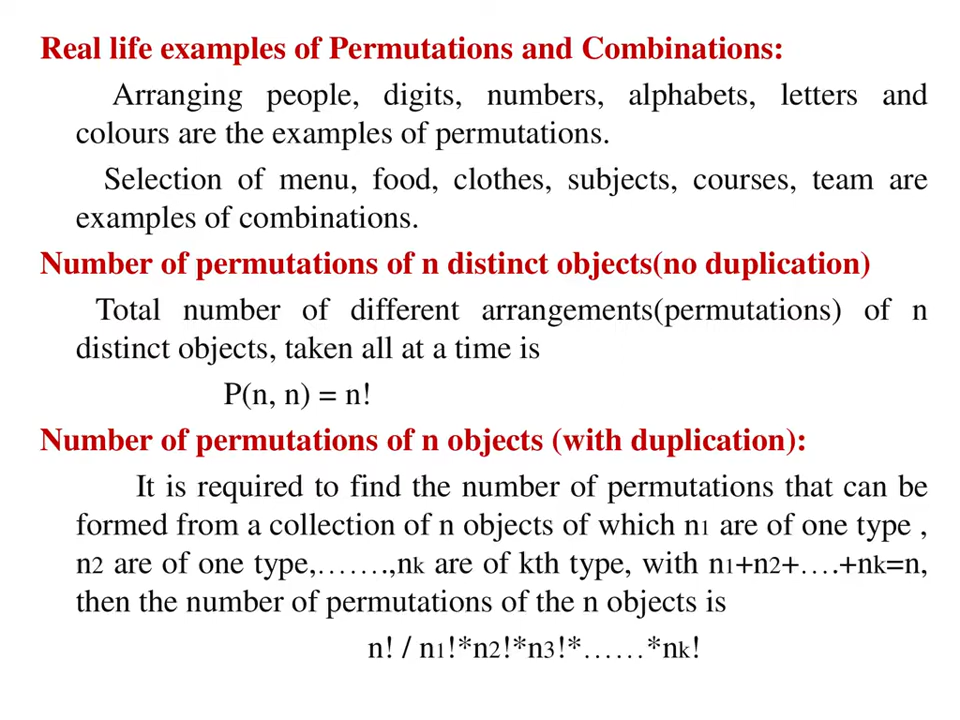 Real life examples of Permutations and Combinations:
Arranging people, digits, numbers, alphabets, letters and
colours are the examples of permutations.
Selection of menu, food, clothes, subjects, courses, team are
examples of combinations.
Number of permutations of n distinct objects(no duplication)
Total number of different arrangements(permutations) of n
distinct objects, taken all at a time is
P(n, n) = n!
Number of permutations of n objects (with duplication):
It is required to find the number of permutations that can be
formed from a collection of n objects of which n1 are of one type ,
n2 are of one type,…….,nk are of kth type, with n1+n2+….+nk=n,
then the number of permutations of the n objects is
n! / n1!*n2!*n3!*……*nk!